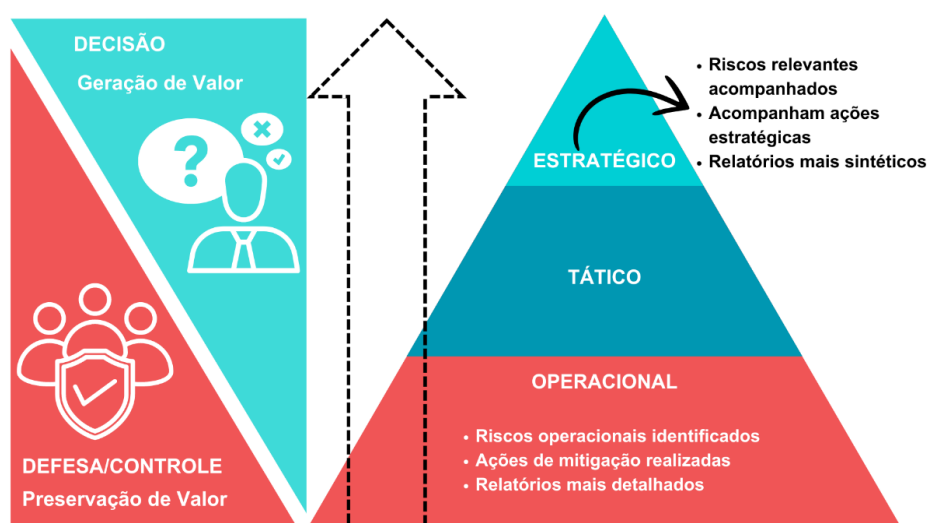 DECISÃO
Geração de Valor
?
DEFESA/CONTROLE
Preservação de Valor
ESTRATÉGICO
• Riscos relevantes
acompanhados
• Acompanham ações
estratégicas
• Relatórios mais sintéticos
TÁTICO
OPERACIONAL
• Riscos operacionais identificados
• Ações de mitigação realizadas
• Relatórios mais detalhados